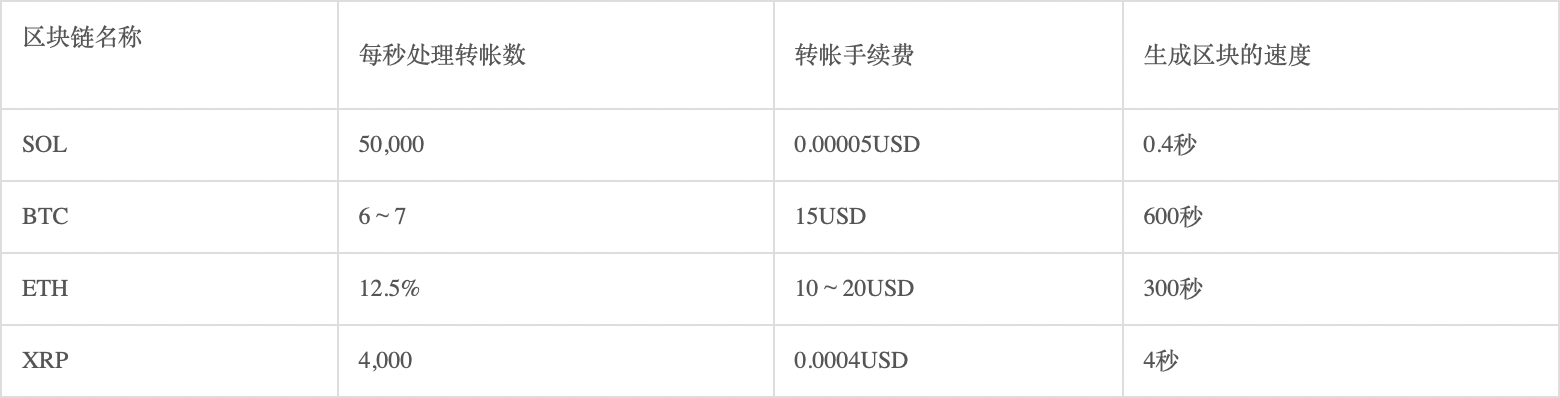 区块链名称 每秒处理转帐数 转帐手续费 生成区块的速度
SOL 50,000 0.00005USD 0.4秒
BTC 6～7 15USD 600秒
ETH 12.5% 10～20USD 300秒
XRP 4,000 0.0004USD 4秒